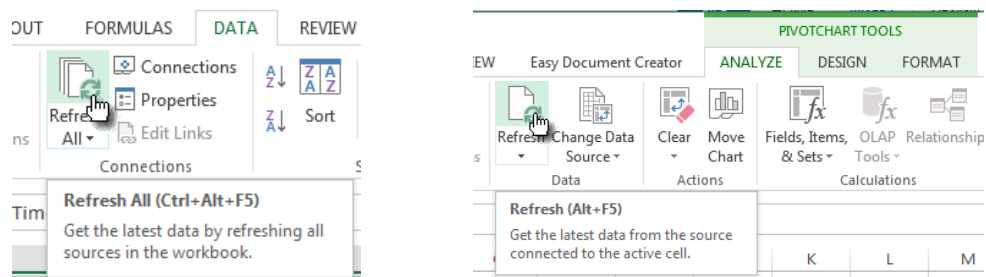 OUT FORMULAS DATA REVIEW
Connections
Properties
Edit Links
Refre
All
Sort
ns
Connections
Tim
Refresh All (Ctrl+Alt+F5)
Get the latest data by refreshing all
sources in the workbook.
PIVOTCHART TOOLS
EW Easy Document Creator ANALYZE DESIGN FORMAT
Refresh Change Data
Source
Clear Move
Chart
Fields, Items,
& Sets
OLAP
Tools
Relationship
Data Actions Calculations
Refresh (Alt+F5)
Get the latest data from the source
connected to the active cell.
K L M